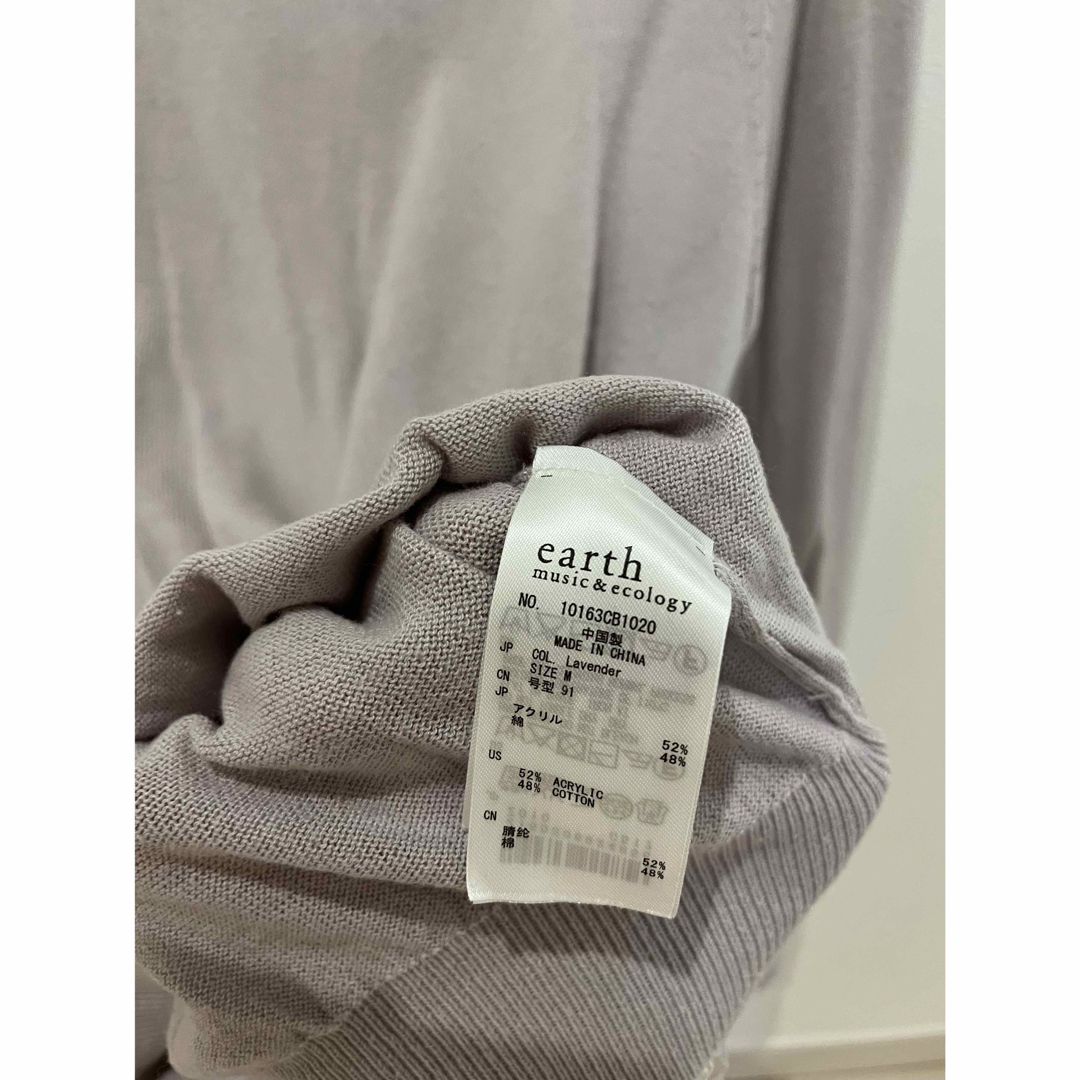 earth
music & ecology
NO. 10163CB1020
中国製
MADE IN CHINA
JP COL. Lavender
SIZE M
CN 号型 91
JP
アクリル 52%
綿 48%
US
52% ACRYLIC
48% COTTON
CN
腈纶 52%
棉 48%